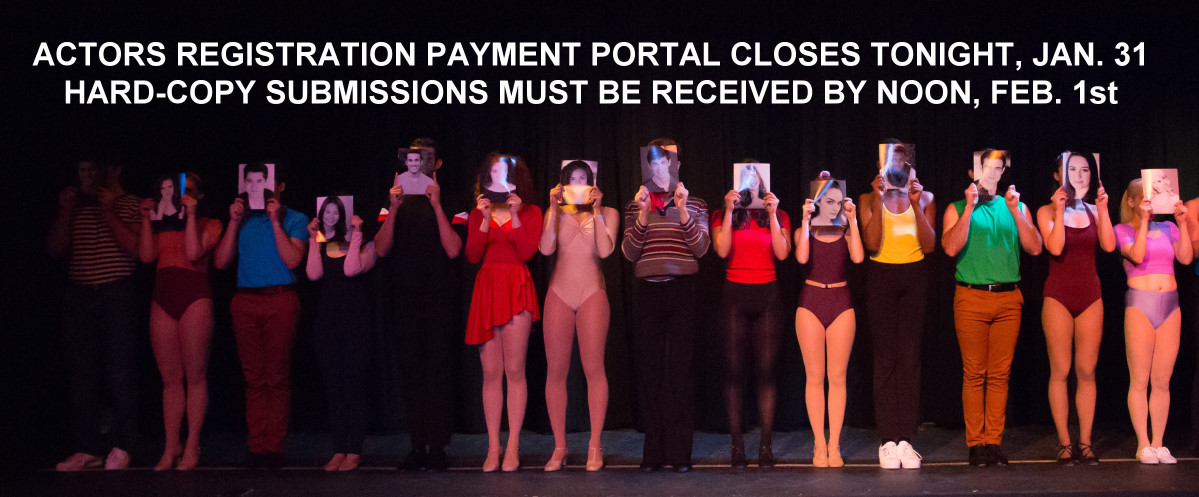 ACTORS REGISTRATION PAYMENT PORTAL CLOSES TONIGHT, JAN. 31
HARD-COPY SUBMISSIONS MUST BE RECEIVED BY NOON, FEB. 1st